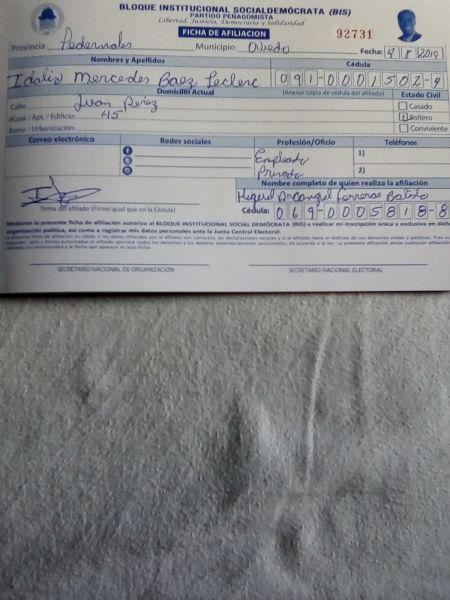 BLOQUE INSTITUCIONAL SOCIALDEMÓCRATA (BIS)
PARTIDO PEÑAGOMISTA
Libertad, Justicia, Democracia y Solidaridad
FICHA DE AFILIACION 92731
Provincia Pedernales Municipio Oviedo Fecha: 4/8/2019
Nombres y Apellidos Cédula
Idalis Mercedes Baez Leclerc 091-0001502-9
Domicilio Actual (Anexar copia de cédula del afiliado) Estado Civil
Calle: Juan Perez Casado
#Casa / Apt. / Edificio: 45 Soltero
Barrio / Urbanización: Conviviente
Correo electrónico Redes sociales Profesión/Oficio Teléfonos
Empleado 1)
Privado 2)
Nombre completo de quien realiza la afiliación
Miguel Arcangel Ferreras Batista
Firma del afiliado (Firme igual que en la Cédula) Cédula: 069-0005818-8
Mediante la presente ficha de afiliación autorizo al BLOQUE INSTITUCIONAL SOCIAL DEMÓCRATA (BIS) a realizar mi inscripción única y exclusiva en dich
organización política, así como a registrar mis datos personales ante la Junta Central Electoral.
SECRETARIO NACIONAL DE ORGANIZACIÓN SECRETARIO NACIONAL ELECTORAL